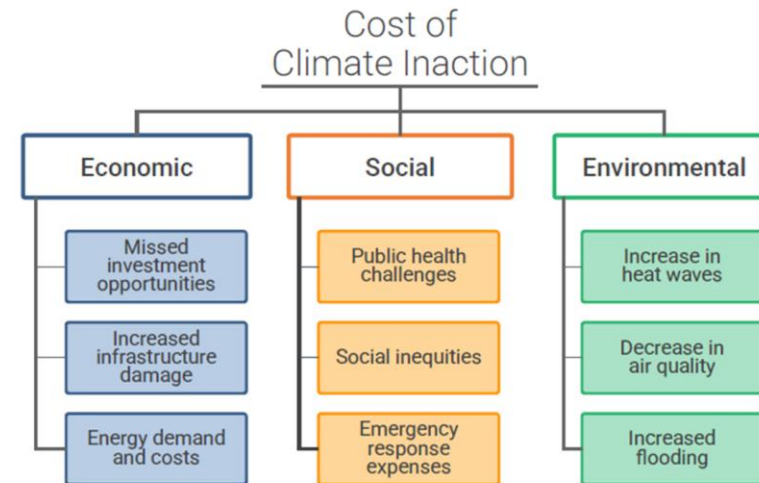 Cost of
Climate Inaction
Economic
Missed
investment
opportunities
Increased
infrastructure
damage
Energy demand
and costs
Social
Public health
challenges
Social inequities
Emergency
response
expenses
Environmental
Increase in
heat waves
Decrease in
air quality
Increased
flooding